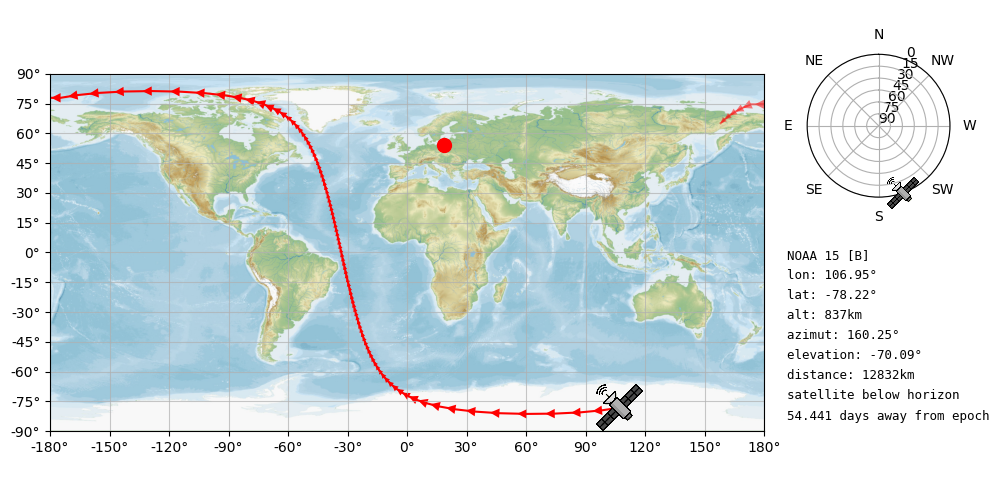 90°
75°
60°
45°
30°
15°
0°
-15°
-30°
-45°
-60°
-75°
-90°
-180° -150° -120° -90° -60° -30° 0° 30° 60° 90° 120° 150° 180°
N
NE NW
E W
SE SW
S
0
15
30
45
60
75
90
NOAA 15 [B]
lon: 106.95°
lat: -78.22°
alt: 837km
azimut: 160.25°
elevation: -70.09°
distance: 12832km
satellite below horizon
54.441 days away from epoch